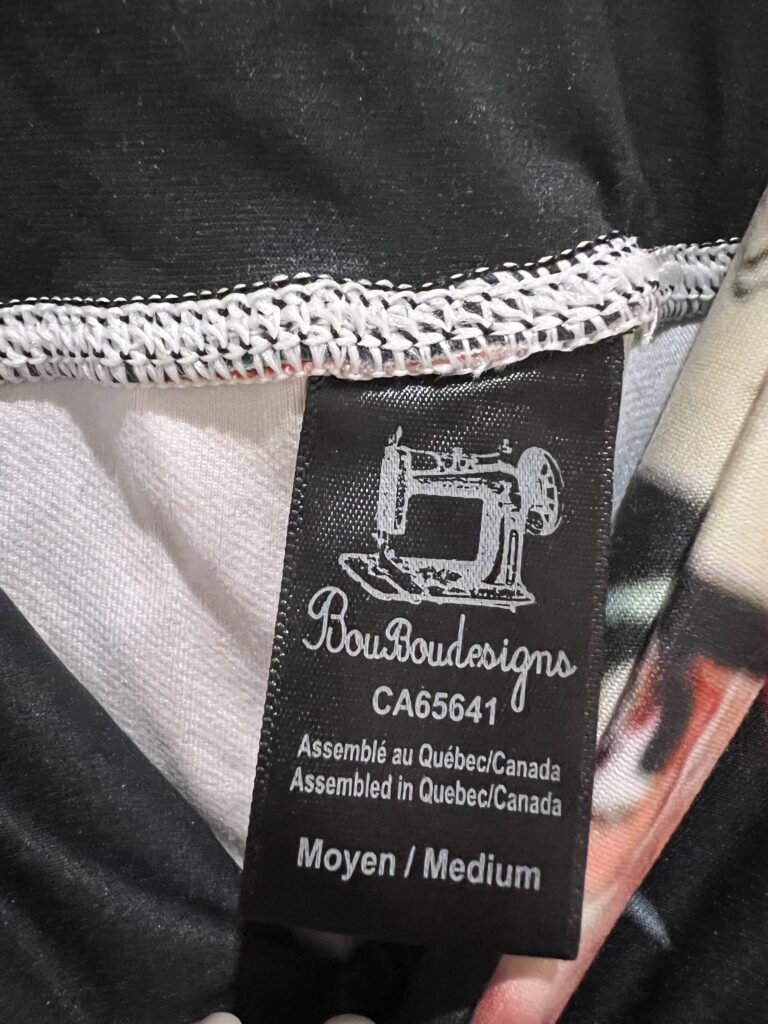 BouBoudesigns
CA65641
Assemblé au Québec/Canada
Assembled in Quebec/Canada
Moyen / Medium